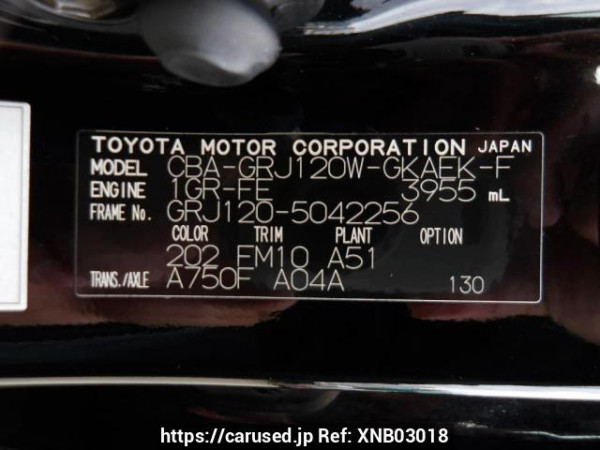 TOYOTA MOTOR CORPORATION JAPAN
MODEL CBA-GRJ120W-GKAEK-F
ENGINE 1GR-FE 3955 mL
FRAME No. GRJ120-5042256
COLOR TRIM PLANT OPTION
202 FM10 A51
TRANS./AXLE A750F A04A 130
https://carused.jp Ref: XNB03018